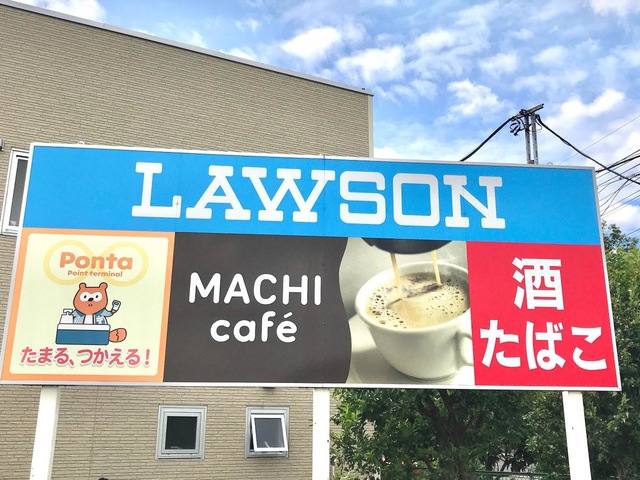 LAWSON
Ponta
Point terminal
たまる、つかえる!
MACHI
café
酒
たばこ